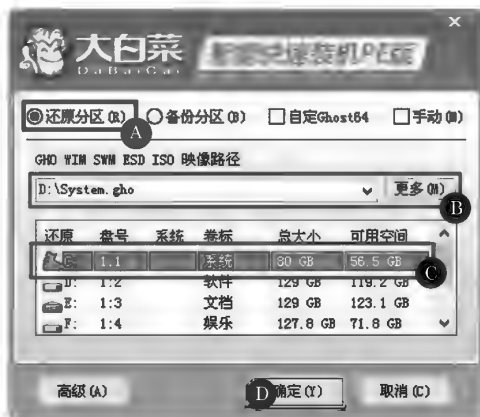 ×
大白菜
DaBaiCai
还原分区(R) 备份分区(B) 自定Ghost64 手动(N)
A
GHO WIM SWM ESD ISO 映像路径
D:\System.gho 更多(M)
B
还原 盘号 系统 卷标 总大小 可用空间
C: 1.1 系统 80 GB 56.5 GB
C
D: 1:2 软件 129 GB 119.2 GB
E: 1:3 文档 129 GB 123.1 GB
F: 1:4 娱乐 127.8 GB 71.8 GB
高级(A) D 确定(Y) 取消(C)